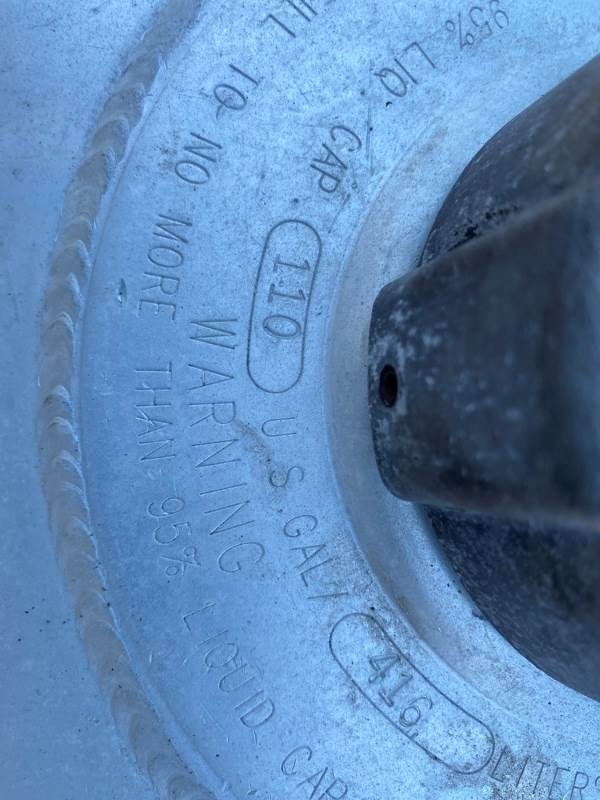 95% LIQ CAP 110 U.S. GAL/ 416 LITERS
WARNING
TO NO MORE THAN 95% LIQUID CAP